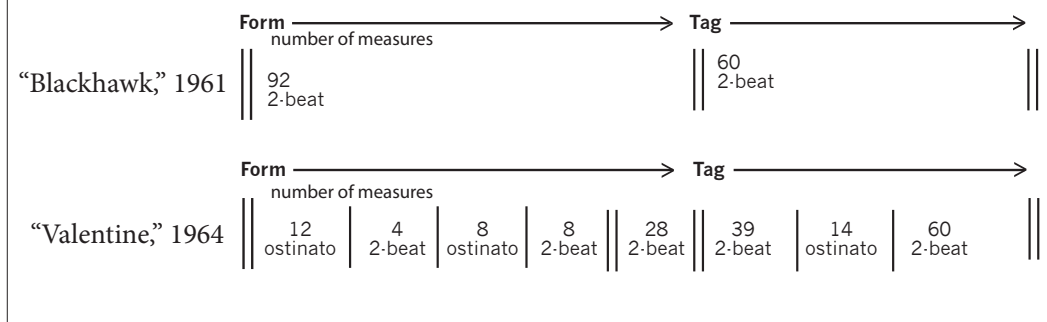 Form Tag
number of measures
“Blackhawk,” 1961
92 60
2-beat 2-beat
Form Tag
number of measures
“Valentine,” 1964
12 4 8 8 28 39 14 60
ostinato 2-beat ostinato 2-beat 2-beat 2-beat ostinato 2-beat